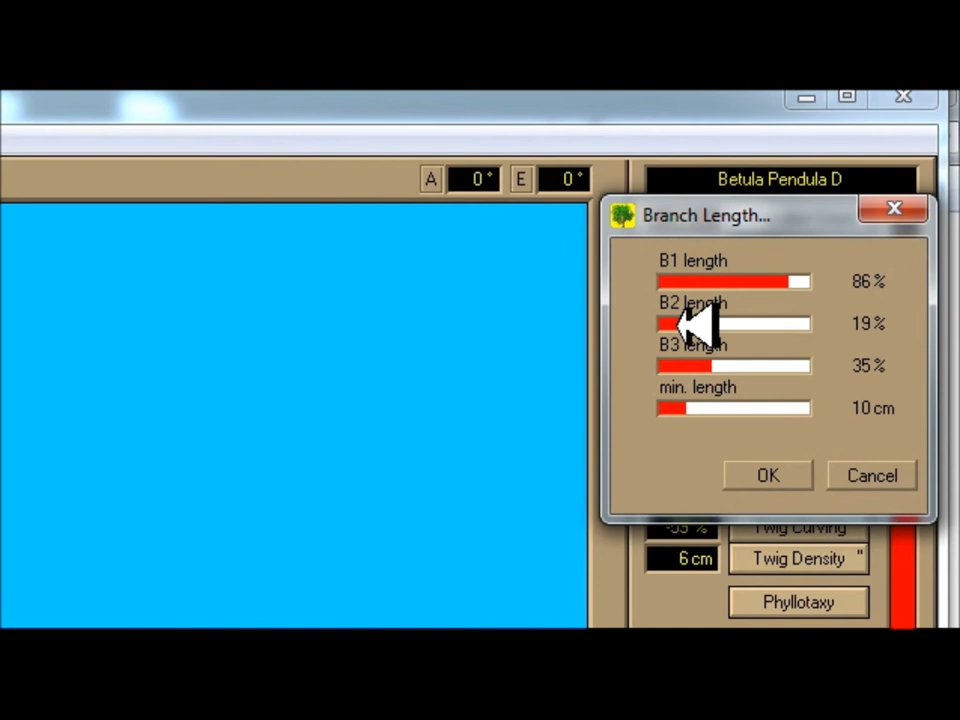 A 0° E 0° Betula Pendula D
Branch Length...
B1 length
86%
B2 length
19%
B3 length
35%
min. length
10 cm
OK Cancel
Twig Curving
6 cm Twig Density "
Phyllotaxy